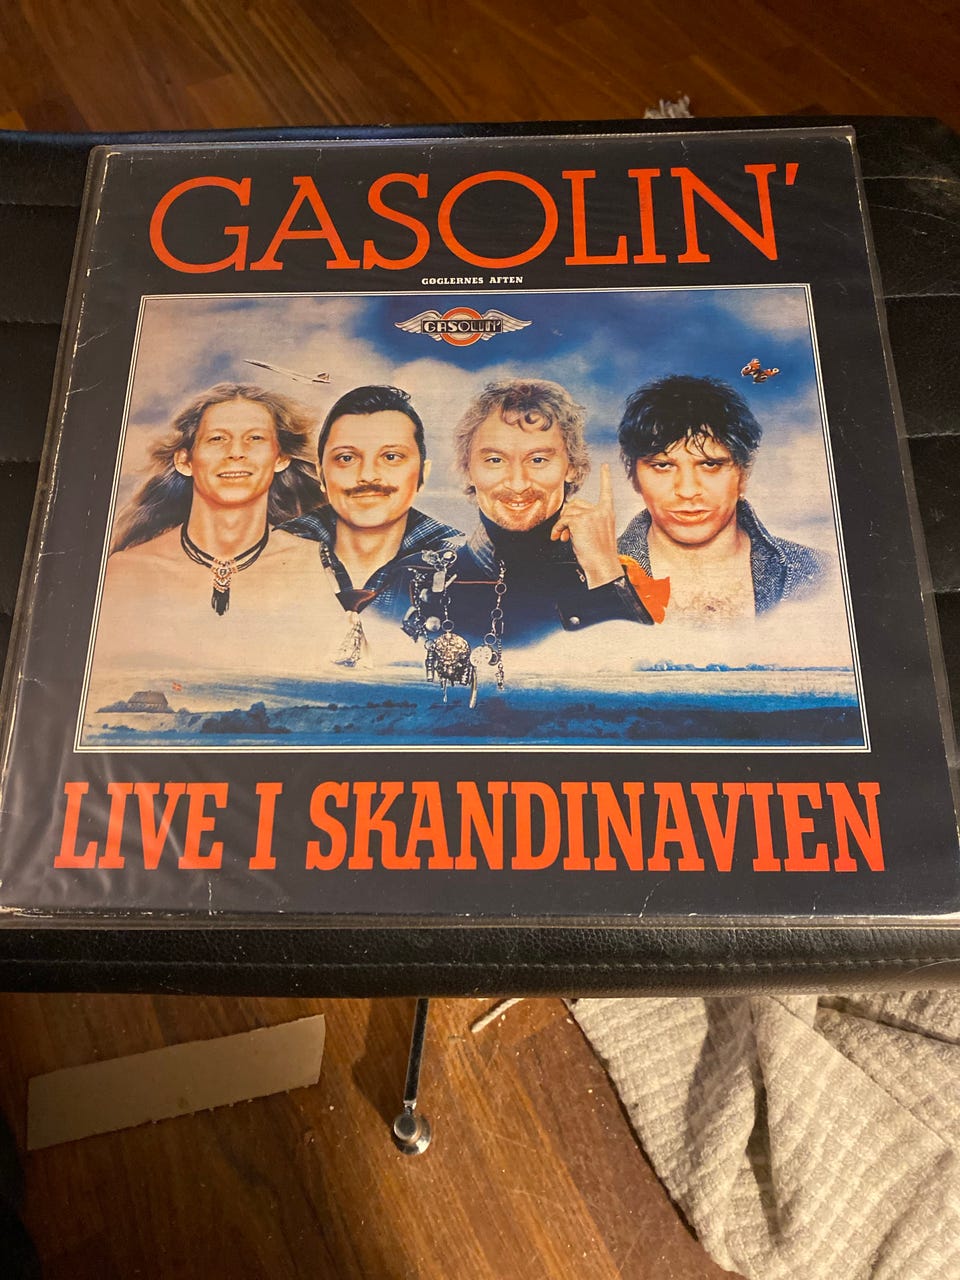 GASOLIN'
GØGLERNES AFTEN
GASOLIN'
LIVE I SKANDINAVIEN